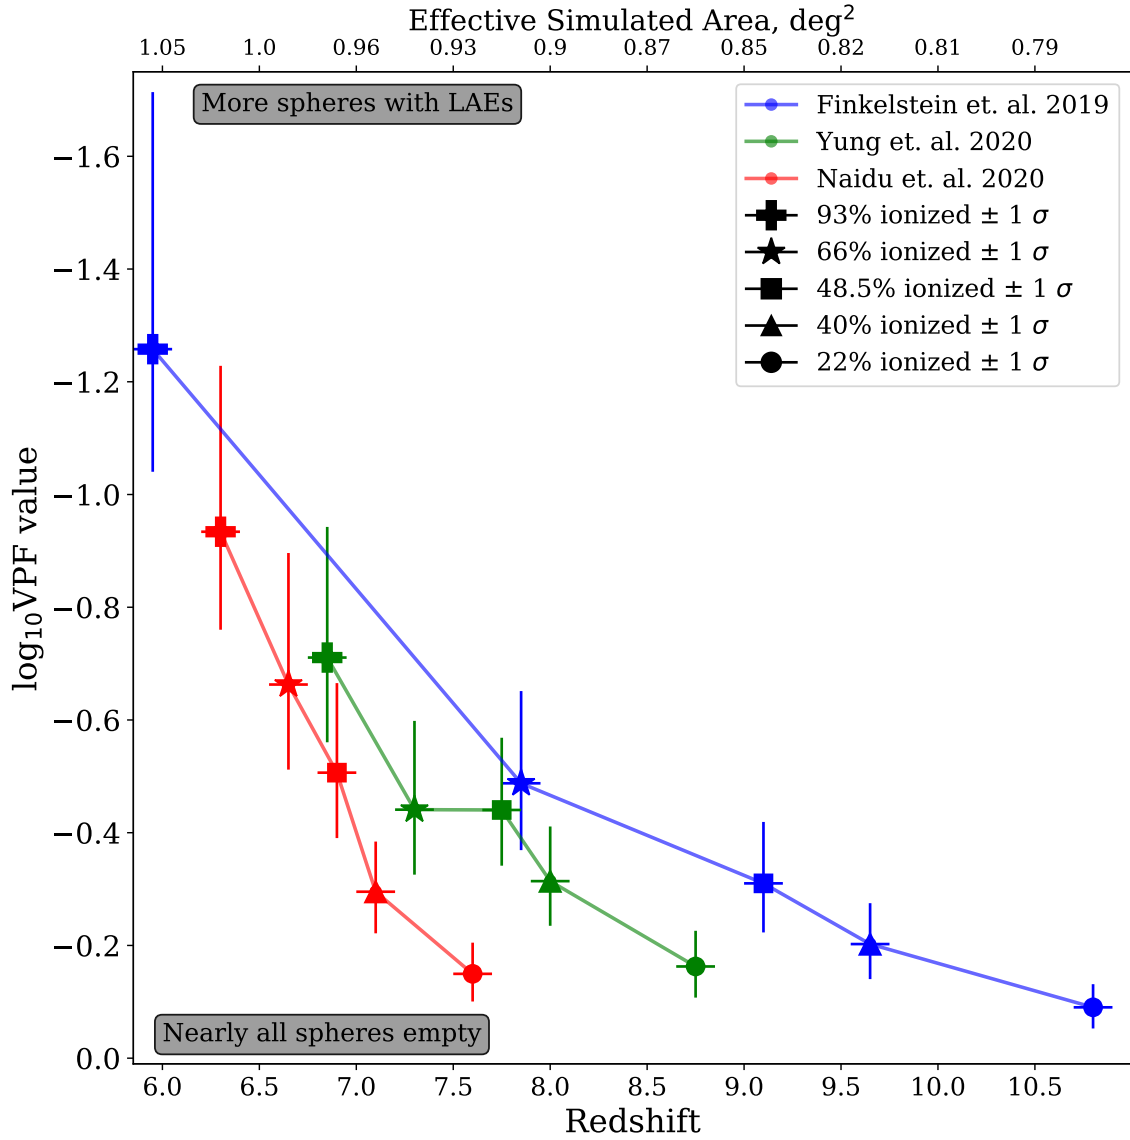 Effective Simulated Area, deg²
1.05 1.0 0.96 0.93 0.9 0.87 0.85 0.82 0.81 0.79
More spheres with LAEs
Finkelstein et. al. 2019
Yung et. al. 2020
Naidu et. al. 2020
93% ionized ± 1 σ
66% ionized ± 1 σ
48.5% ionized ± 1 σ
40% ionized ± 1 σ
22% ionized ± 1 σ
−1.6
−1.4
−1.2
−1.0
−0.8
−0.6
−0.4
−0.2
0.0
log₁₀VPF value
Nearly all spheres empty
6.0 6.5 7.0 7.5 8.0 8.5 9.0 9.5 10.0 10.5
Redshift